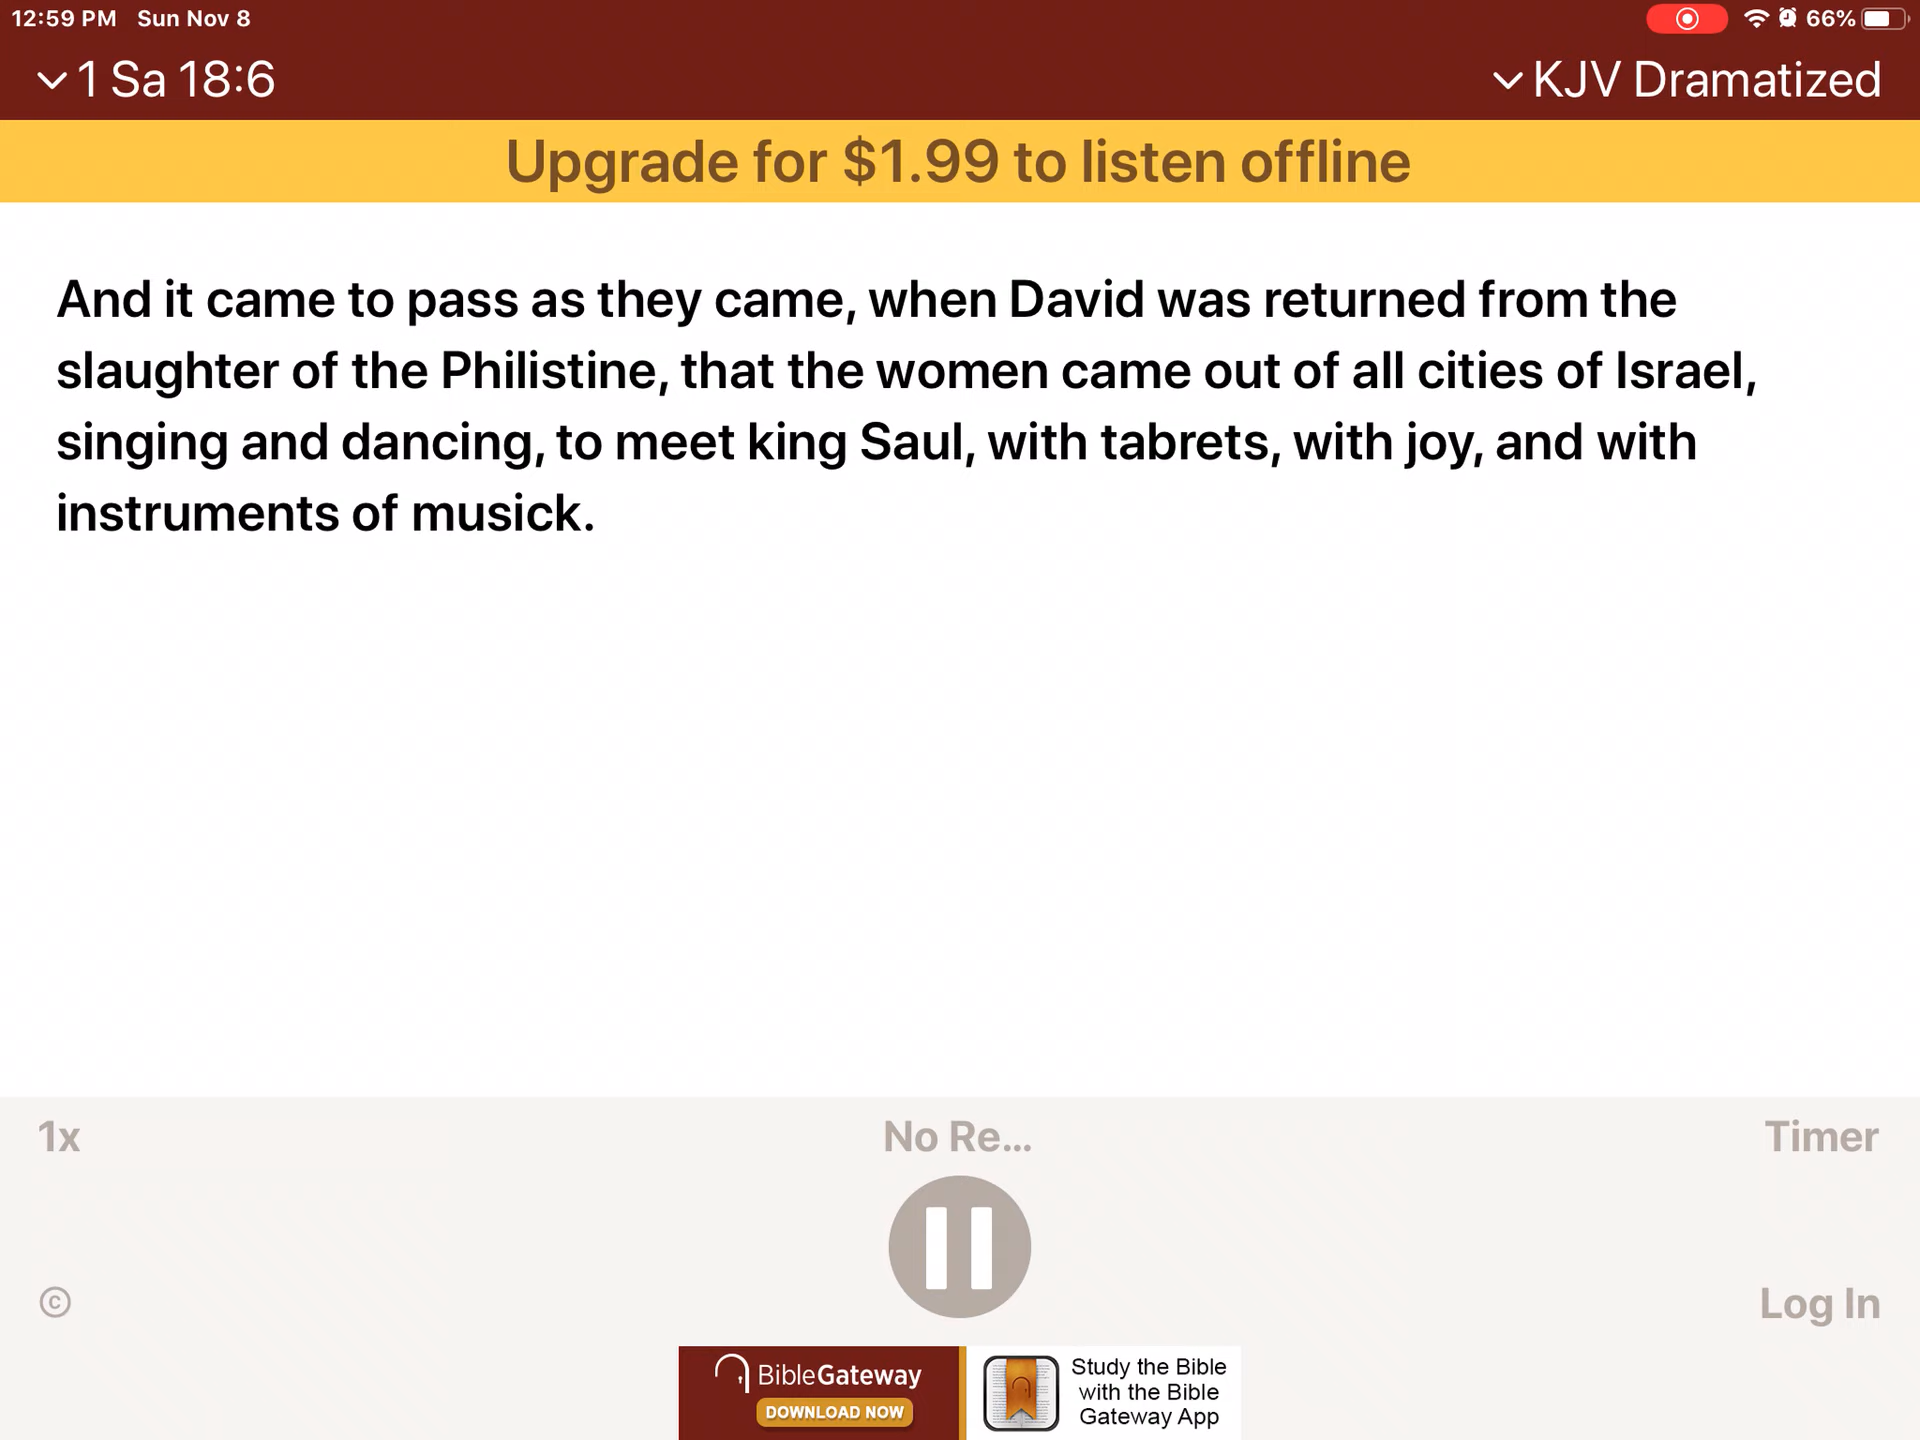 12:59 PM Sun Nov 8 66%
1 Sa 18:6 KJV Dramatized
Upgrade for $1.99 to listen offline
And it came to pass as they came, when David was returned from the
slaughter of the Philistine, that the women came out of all cities of Israel,
singing and dancing, to meet king Saul, with tabrets, with joy, and with
instruments of musick.
1x No Re... Timer
© Log In
BibleGateway
DOWNLOAD NOW
Study the Bible
with the Bible
Gateway App